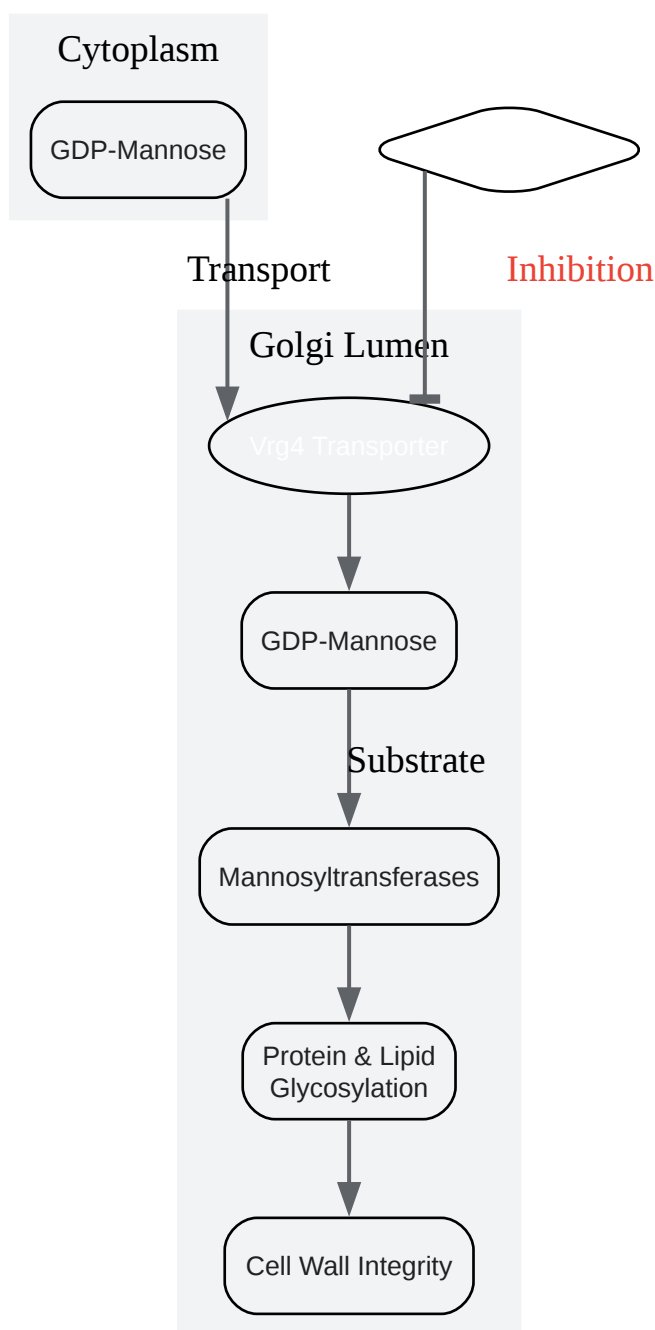 Cytoplasm
GDP-Mannose
Transport
Inhibition
Golgi Lumen
Vrg4 Transporter
GDP-Mannose
Substrate
Mannosyltransferases
Protein & Lipid
Glycosylation
Cell Wall Integrity